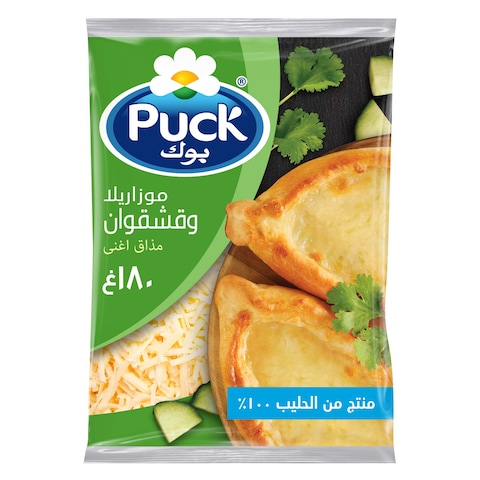 Puck®
بوك
موزاريلا
وقشقوان
مذاق اغنى
١٨٠غ
منتج من الحليب ١٠٠٪